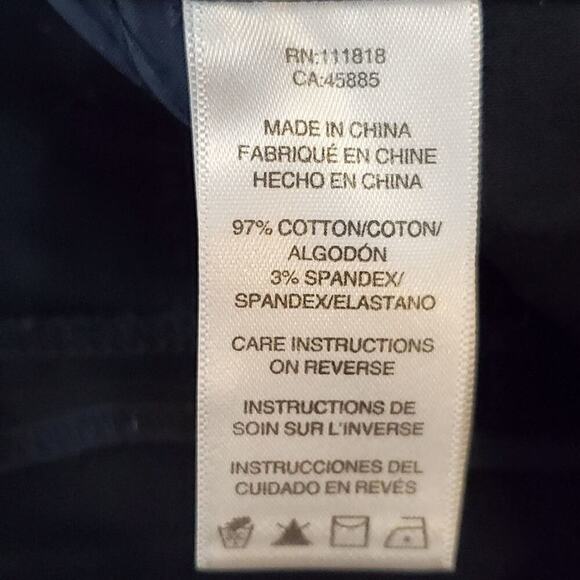 RN:111818
CA:45885
MADE IN CHINA
FABRIQUÉ EN CHINE
HECHO EN CHINA
97% COTTON/COTON/
ALGODÓN
3% SPANDEX/
SPANDEX/ELASTANO
CARE INSTRUCTIONS
ON REVERSE
INSTRUCTIONS DE
SOIN SUR L'INVERSE
INSTRUCCIONES DEL
CUIDADO EN REVÉS